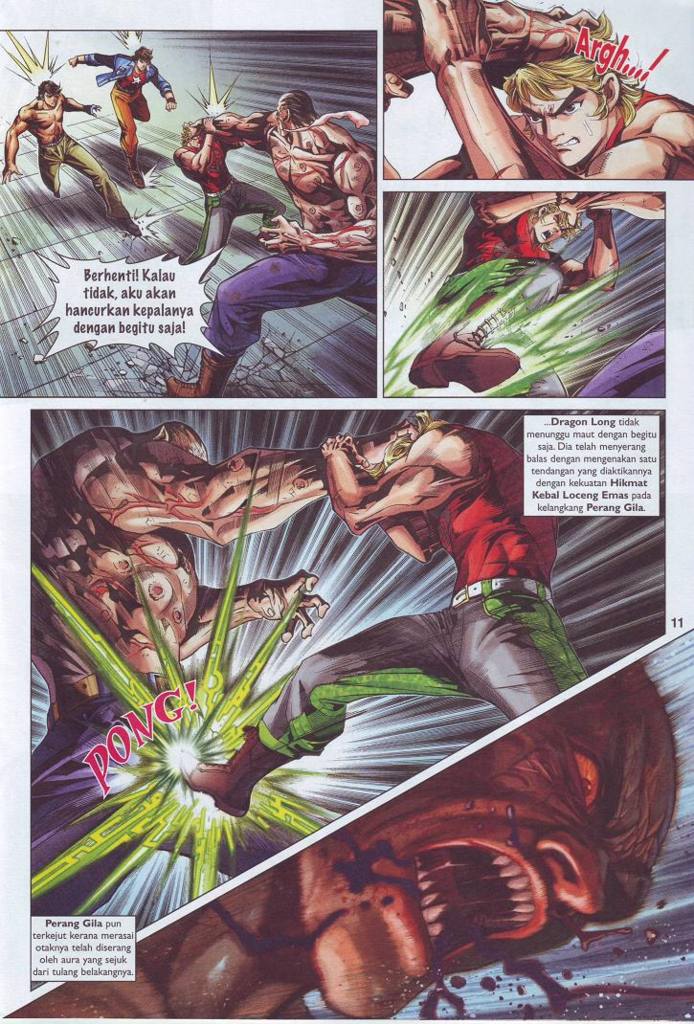 Berhenti! Kalau
tidak, aku akan
hancurkan kepalanya
dengan begitu saja!
Argh....!
...Dragon Long tidak
menunggu maut dengan begitu
saja. Dia telah menyerang
balas dengan mengenakan satu
tendangan yang diaktikannya
dengan kekuatan Hikmat
Kebal Loceng Emas pada
kelangkang Perang Gila.
11
PONG!
Perang Gila pun
terkejut kerana merasai
otaknya telah diserang
oleh aura yang sejuk
dari tulang belakangnya.